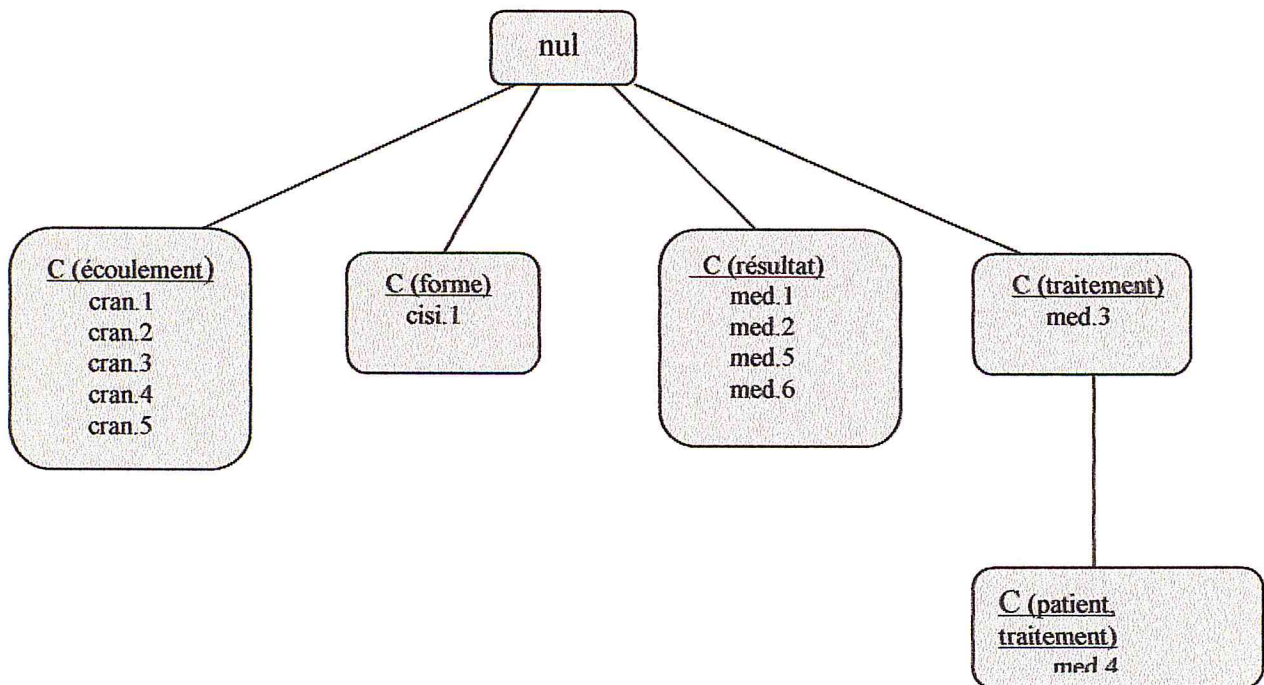 nul
C (écoulement)
cran.1
cran.2
cran.3
cran.4
cran.5
C (forme)
cisi.1
C (résultat)
med.1
med.2
med.5
med.6
C (traitement)
med.3
C (patient,
traitement)
med.4